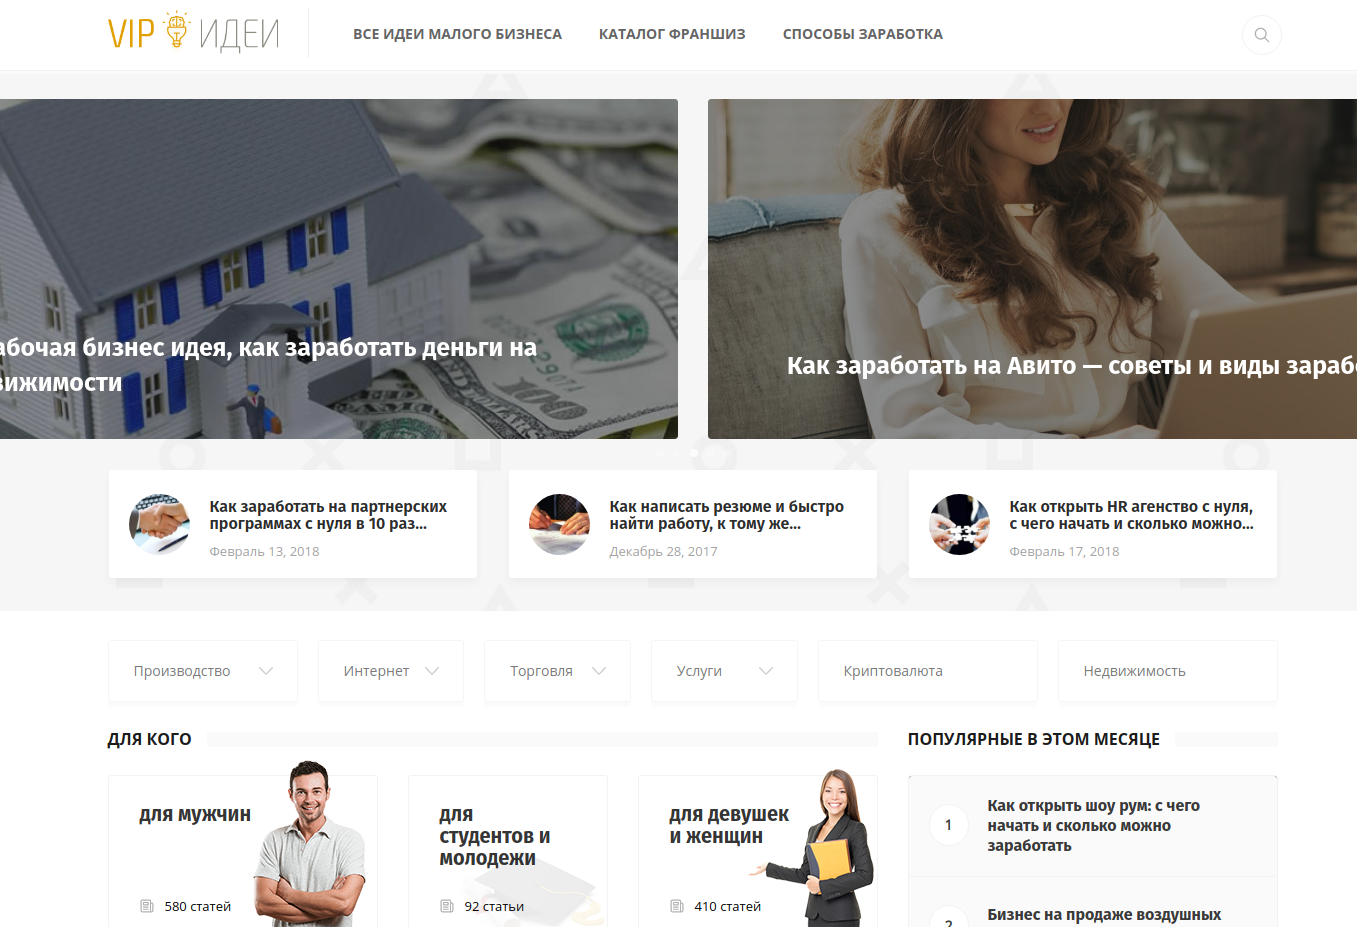 VIP ИДЕИ
ВСЕ ИДЕИ МАЛОГО БИЗНЕСА
КАТАЛОГ ФРАНШИЗ
СПОСОБЫ ЗАРАБОТКА
абочая бизнес идея, как заработать деньги на
вижимости
Как заработать на Авито — советы и виды зараб
Как заработать на партнерских
программах с нуля в 10 раз...
Февраль 13, 2018
Как написать резюме и быстро
найти работу, к тому же...
Декабрь 28, 2017
Как открыть HR агенство с нуля,
с чего начать и сколько можно...
Февраль 17, 2018
Производство
Интернет
Торговля
Услуги
Криптовалюта
Недвижимость
ДЛЯ КОГО
для мужчин
580 статей
для
студентов и
молодежи
92 статьи
для девушек
и женщин
410 статей
ПОПУЛЯРНЫЕ В ЭТОМ МЕСЯЦЕ
1
Как открыть шоу рум: с чего
начать и сколько можно
заработать
2
Бизнес на продаже воздушных